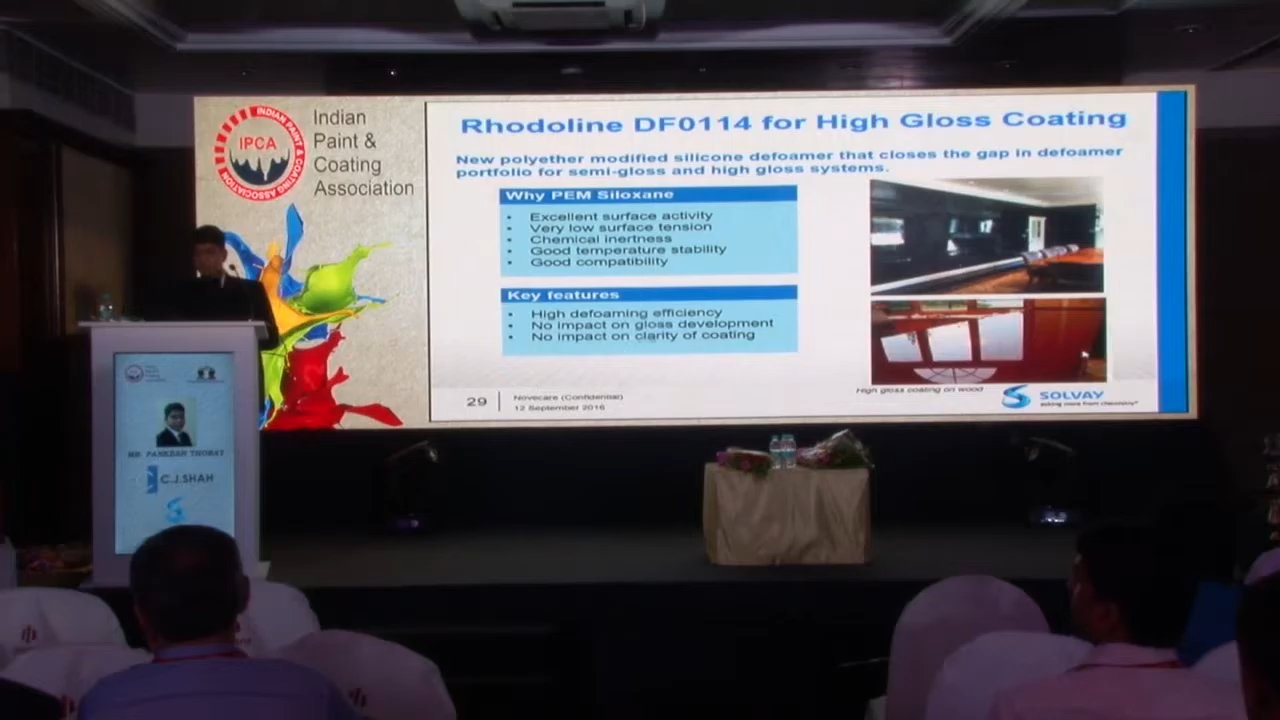 INDIAN PAINT & COATING ASSOCIATION
IPCA
Indian
Paint &
Coating
Association
Rhodoline DF0114 for High Gloss Coating
New polyether modified silicone defoamer that closes the gap in defoamer
portfolio for semi-gloss and high gloss systems.
Why PEM Siloxane
• Excellent surface activity
• Very low surface tension
• Chemical inertness
• Good temperature stability
• Good compatibility
Key features
• High defoaming efficiency
• No impact on gloss development
• No impact on clarity of coating
High gloss coating on wood
29
Novecare (Confidential)
12 September 2016
SOLVAY
asking more from chemistry®
MR. PANKZAH THORAT
C.J.SHAH